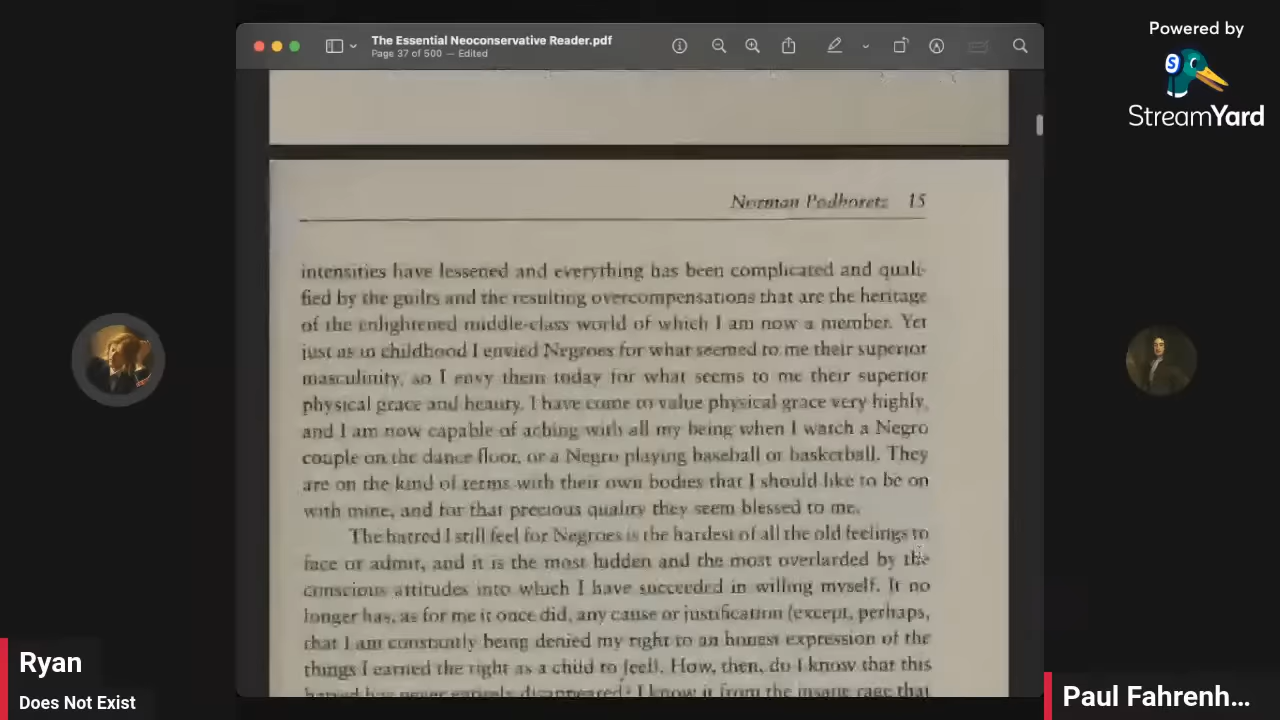 The Essential Neoconservative Reader.pdf
Page 37 of 500 — Edited
Powered by
S
StreamYard
Norman Podhoretz 15
intensities have lessened and everything has been complicated and quali-
fied by the guilts and the resulting overcompensations that are the heritage
of the enlightened middle-class world of which I am now a member. Yet
just as in childhood I envied Negroes for what seemed to me their superior
masculinity, so I envy them today for what seems to me their superior
physical grace and beauty. I have come to value physical grace very highly,
and I am now capable of aching with all my being when I watch a Negro
couple on the dance floor, or a Negro playing baseball or basketball. They
are on the kind of terms with their own bodies that I should like to be on
with mine, and for that precious quality they seem blessed to me.
The hatred I still feel for Negroes is the hardest of all the old feelings to
face or admit, and it is the most hidden and the most overlarded by the
conscious attitudes into which I have succeeded in willing myself. It no
longer has, as for me it once did, any cause or justification (except, perhaps,
that I am constantly being denied my right to an honest expression of the
things I earned the right as a child to feel). How, then, do I know that this
hatred has never entirely disappeared? I know it from the insane rage that
Ryan
Does Not Exist
Paul Fahrenh...